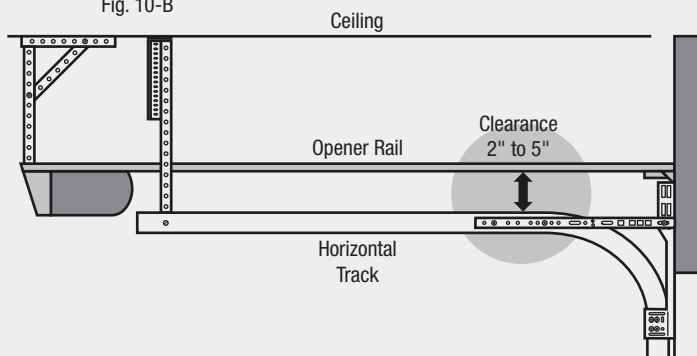 Fig. 10-B
Ceiling
Clearance
2" to 5"
Opener Rail
Horizontal
Track